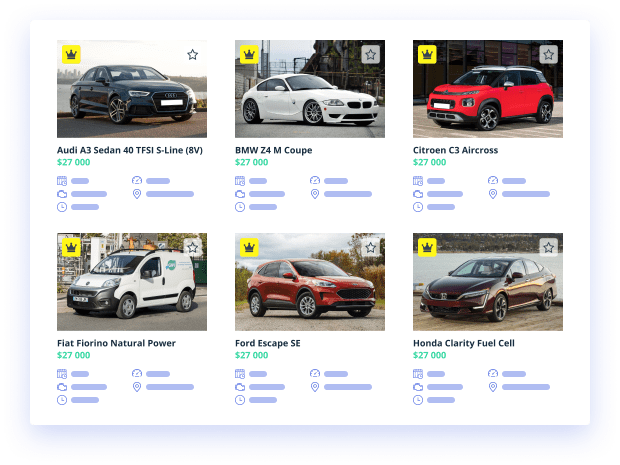 Audi A3 Sedan 40 TFSI S-Line (8V)
$27 000
BMW Z4 M Coupe
$27 000
Citroen C3 Aircross
$27 000
Fiat Fiorino Natural Power
$27 000
Ford Escape SE
$27 000
Honda Clarity Fuel Cell
$27 000